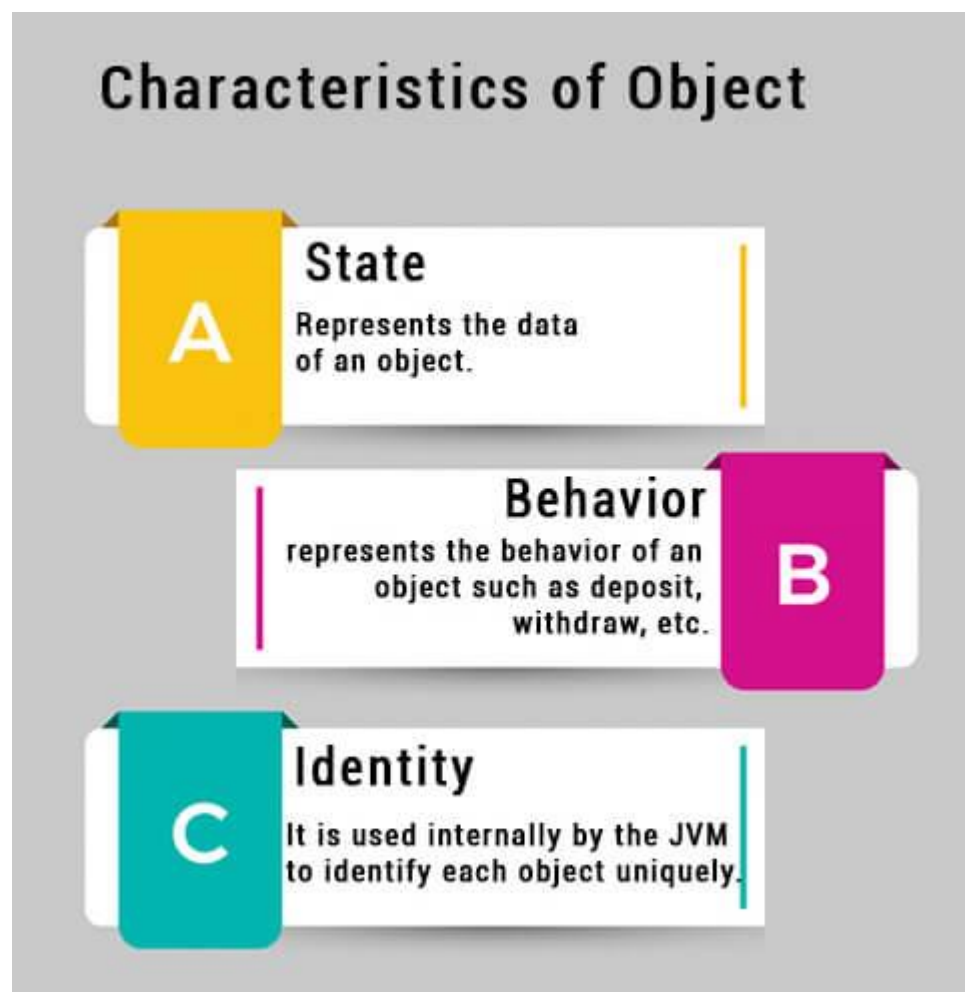 Characteristics of Object
A
State
Represents the data
of an object.
Behavior
represents the behavior of an
object such as deposit,
withdraw, etc.
B
C
Identity
It is used internally by the JVM
to identify each object uniquely.